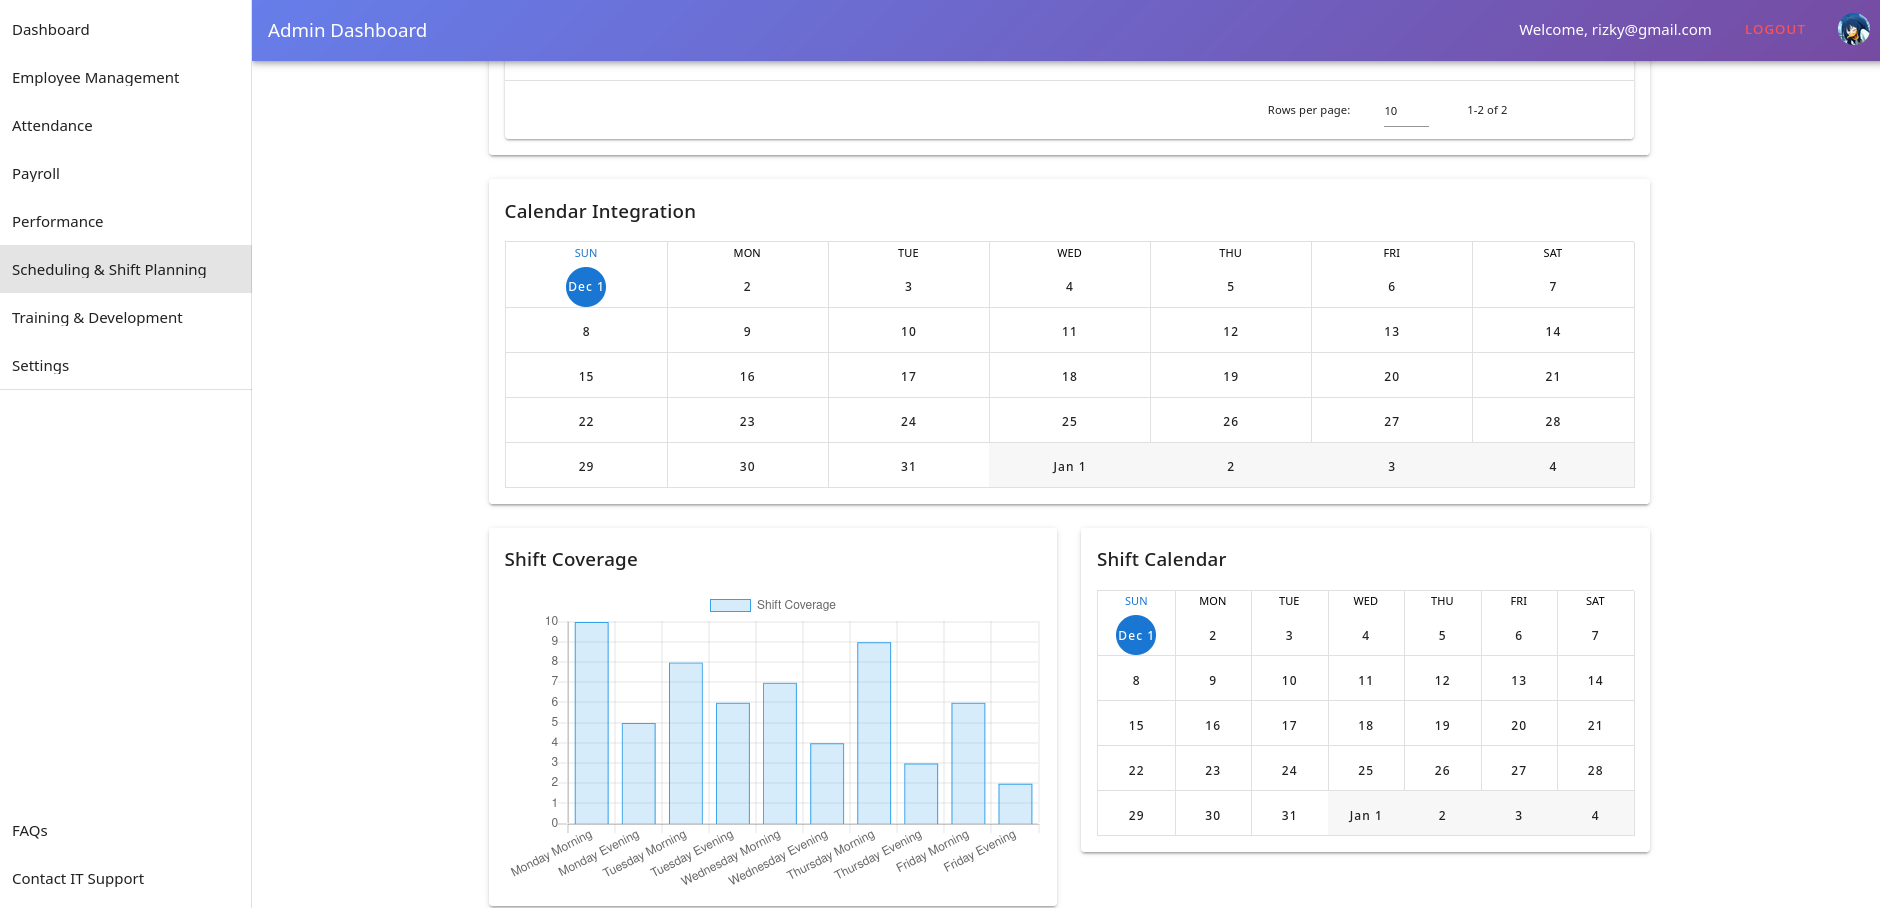 Dashboard
Employee Management
Attendance
Payroll
Performance
Scheduling & Shift Planning
Training & Development
Settings
FAQs
Contact IT Support
Admin Dashboard
Welcome, rizky@gmail.com
LOGOUT
Rows per page: 10 1-2 of 2
Calendar Integration
SUN MON TUE WED THU FRI SAT
Dec 1 2 3 4 5 6 7
8 9 10 11 12 13 14
15 16 17 18 19 20 21
22 23 24 25 26 27 28
29 30 31 Jan 1 2 3 4
Shift Coverage
Shift Coverage
10
9
8
7
6
5
4
3
2
1
0
Monday Morning
Monday Evening
Tuesday Morning
Tuesday Evening
Wednesday Morning
Wednesday Evening
Thursday Morning
Thursday Evening
Friday Morning
Friday Evening
Shift Calendar
SUN MON TUE WED THU FRI SAT
Dec 1 2 3 4 5 6 7
8 9 10 11 12 13 14
15 16 17 18 19 20 21
22 23 24 25 26 27 28
29 30 31 Jan 1 2 3 4